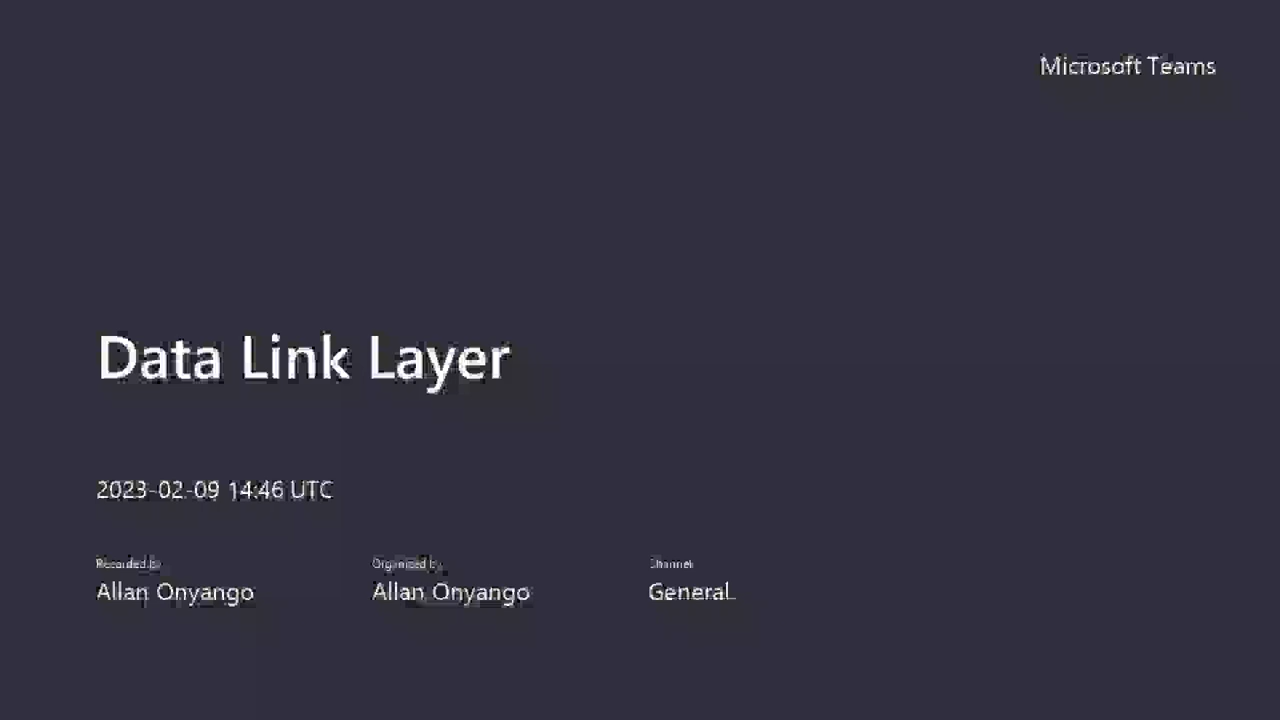 Microsoft Teams
Data Link Layer
2023-02-09 14:46 UTC
Recorded by Organized by Channel
Allan Onyango Allan Onyango General